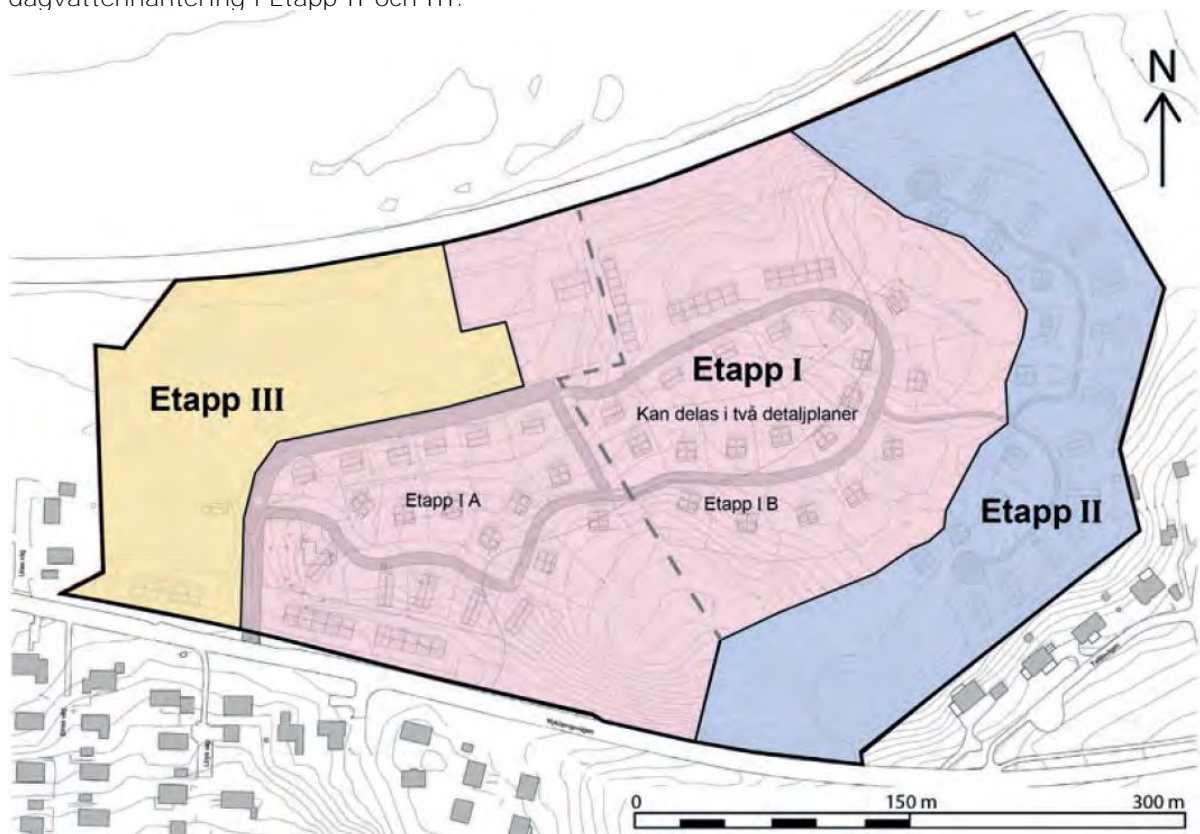 dagvattenhantering i Etapp II och III.
N
Etapp I
Kan delas i två detaljplaner
Etapp III
Etapp I A
Etapp I B
Etapp II
0 150 m 300 m